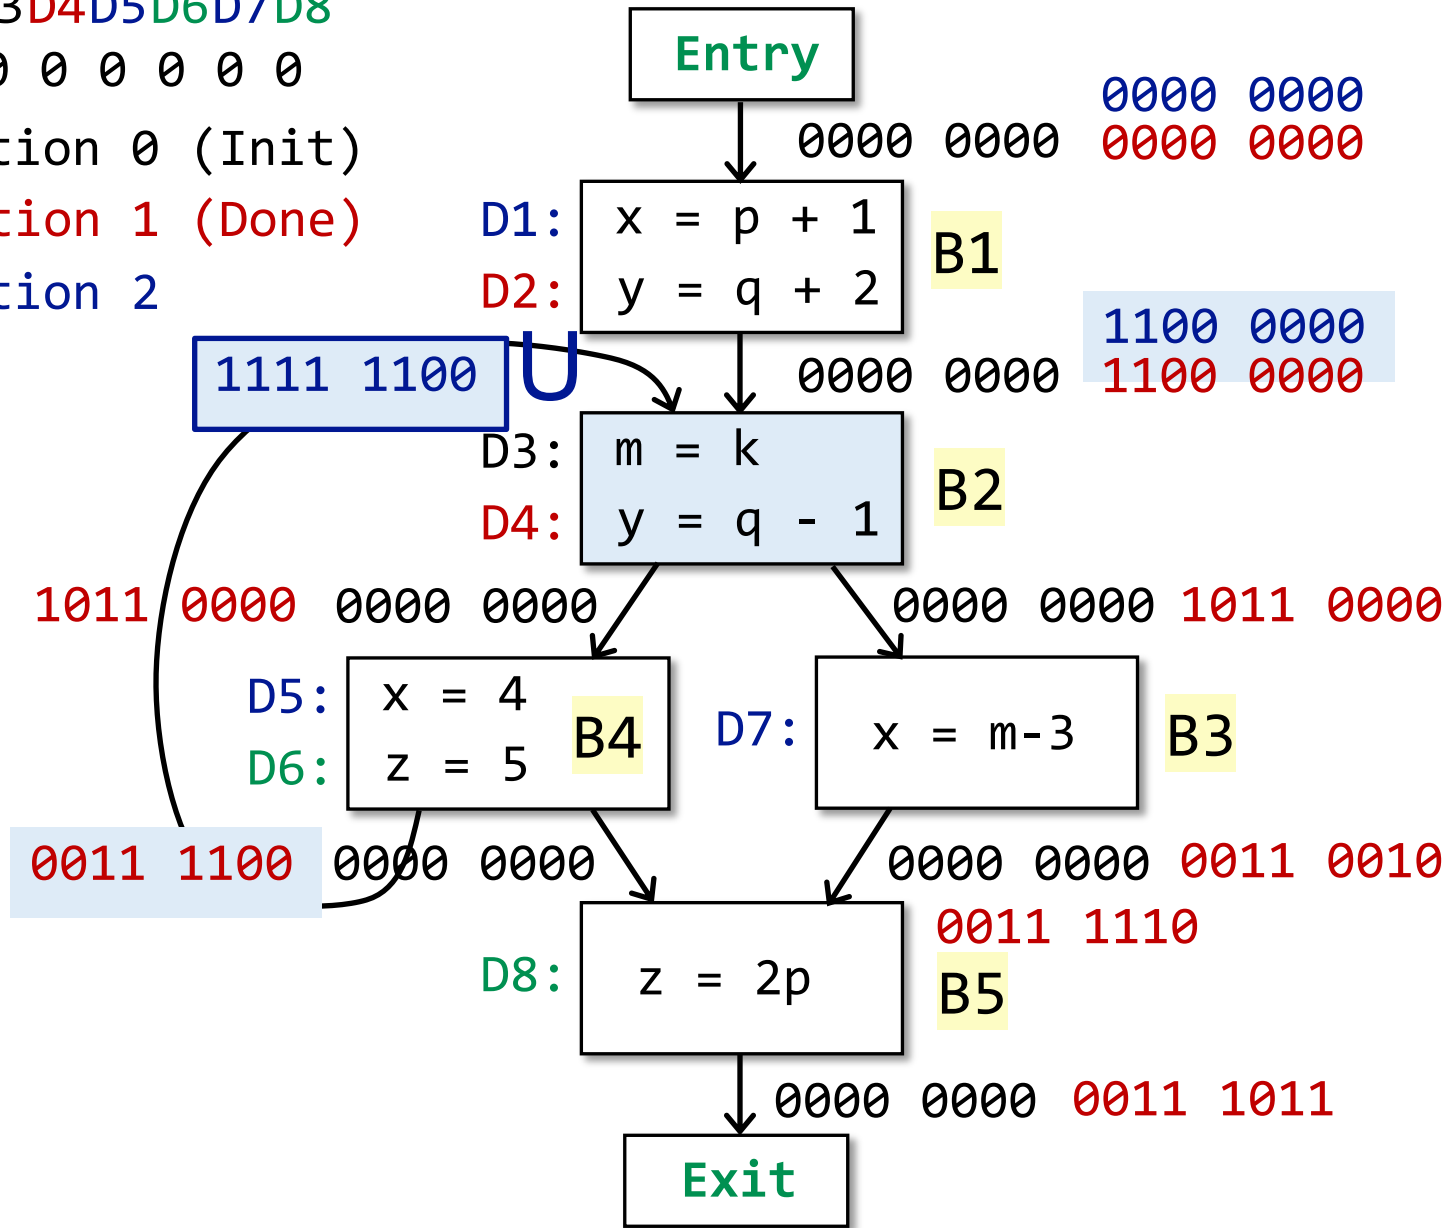 3D4D5D6D7D8
0 0 0 0 0 0
tion 0 (Init)
tion 1 (Done)
tion 2
Entry
0000 0000
0000 0000 0000 0000
D1: x = p + 1
D2: y = q + 2
B1
1100 0000
0000 0000 1100 0000
1111 1100 U
D3: m = k
D4: y = q - 1
B2
1011 0000 0000 0000
0000 0000 1011 0000
D5: x = 4
D6: z = 5
B4
D7: x = m-3
B3
0011 1100 0000 0000
0000 0000 0011 0010
0011 1110
D8: z = 2p
B5
0000 0000 0011 1011
Exit